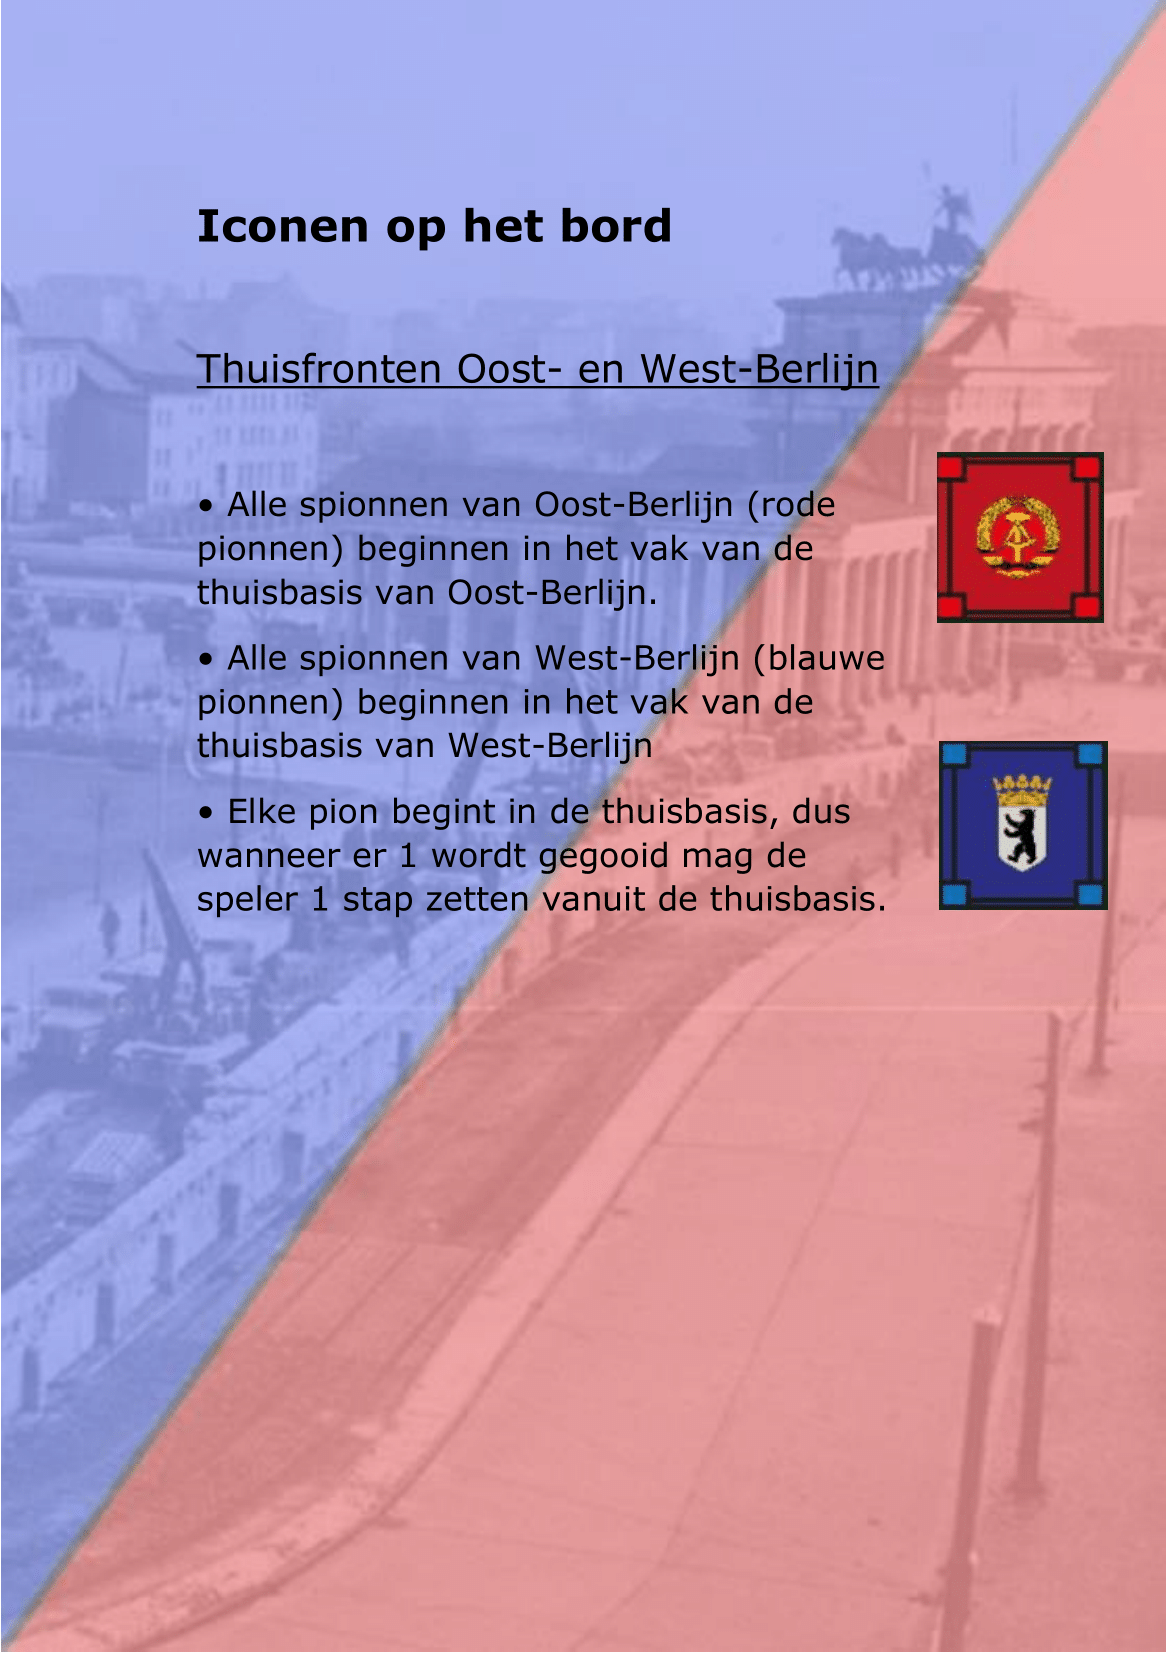 Iconen op het bord
Thuisfronten Oost- en West-Berlijn
• Alle spionnen van Oost-Berlijn (rode
pionnen) beginnen in het vak van de
thuisbasis van Oost-Berlijn.
• Alle spionnen van West-Berlijn (blauwe
pionnen) beginnen in het vak van de
thuisbasis van West-Berlijn
• Elke pion begint in de thuisbasis, dus
wanneer er 1 wordt gegooid mag de
speler 1 stap zetten vanuit de thuisbasis.